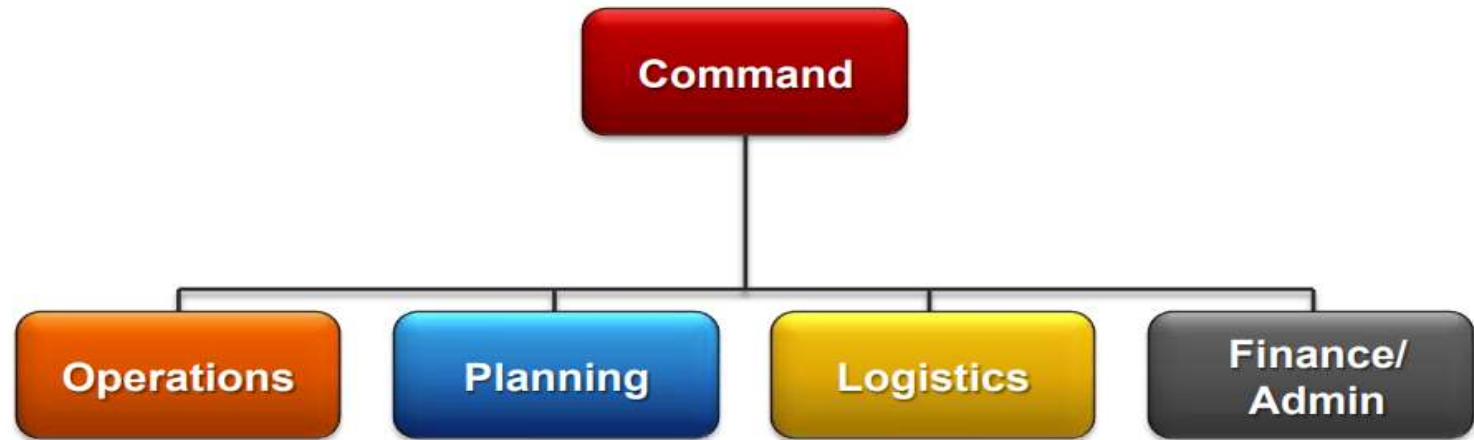 Command
Operations
Planning
Logistics
Finance/
Admin